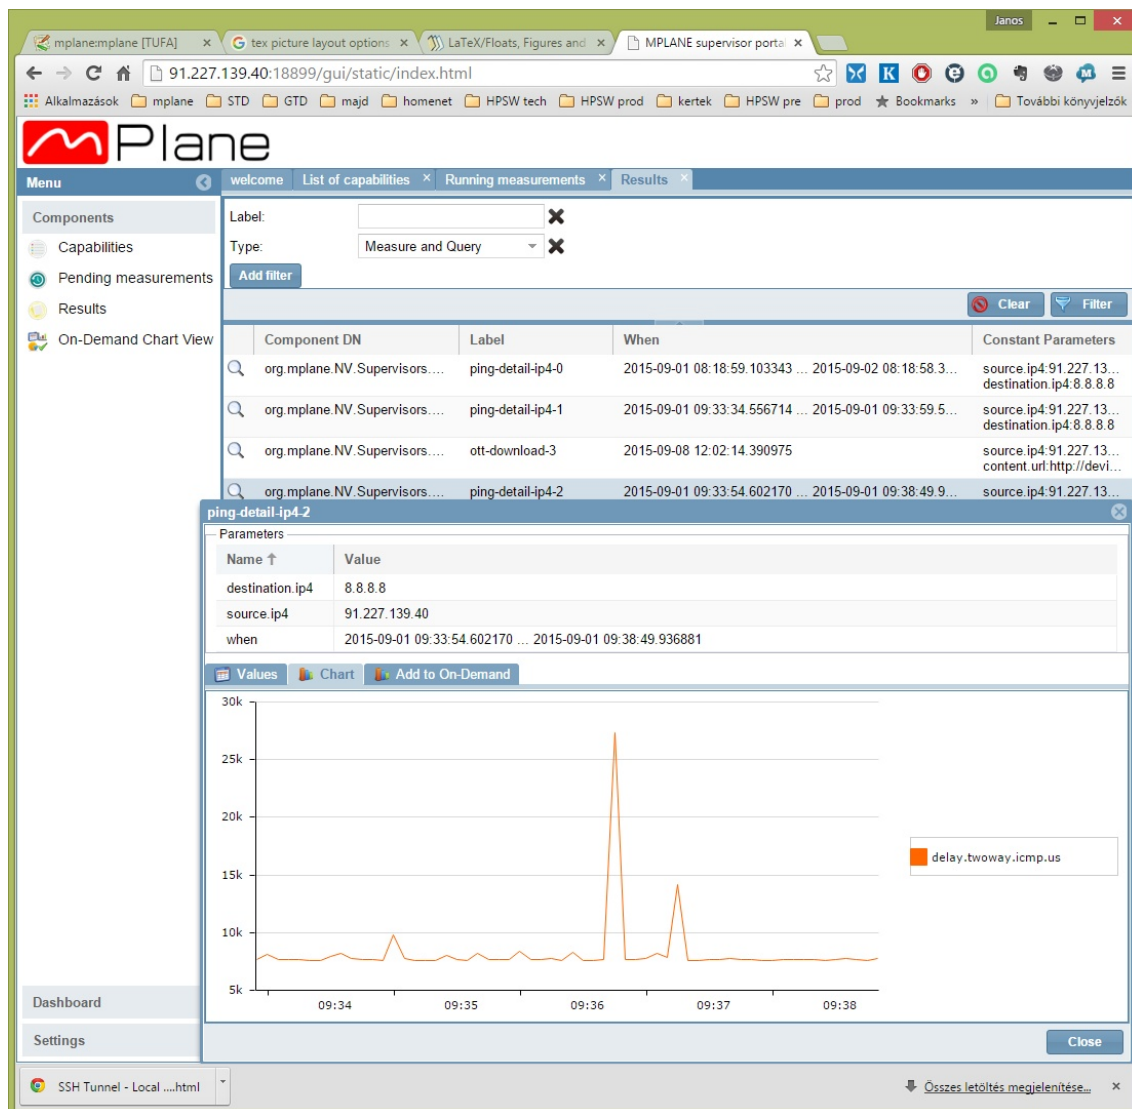 Janos
mplane:mplane [TUFA] tex picture layout options LaTeX/Floats, Figures and MPLANE supervisor portal
91.227.139.40:18899/gui/static/index.html
Alkalmazások mplane STD GTD majd homenet HPSW tech HPSW prod kertek HPSW pre prod Bookmarks » További könyvjelzők
mPlane
Menu
welcome List of capabilities Running measurements Results
Components
Capabilities
Pending measurements
Results
On-Demand Chart View
Label:
Type: Measure and Query
Add filter
Clear Filter
Component DN Label When Constant Parameters
org.mplane.NV.Supervisors.... ping-detail-ip4-0 2015-09-01 08:18:59.103343 ... 2015-09-02 08:18:58.3... source.ip4:91.227.13...
destination.ip4:8.8.8.8
org.mplane.NV.Supervisors.... ping-detail-ip4-1 2015-09-01 09:33:34.556714 ... 2015-09-01 09:33:59.5... source.ip4:91.227.13...
destination.ip4:8.8.8.8
org.mplane.NV.Supervisors.... ott-download-3 2015-09-08 12:02:14.390975 source.ip4:91.227.13...
content.url:http://devi...
org.mplane.NV.Supervisors.... ping-detail-ip4-2 2015-09-01 09:33:54.602170 ... 2015-09-01 09:38:49.9... source.ip4:91.227.13...
ping-detail-ip4-2
Parameters
Name Value
destination.ip4 8.8.8.8
source.ip4 91.227.139.40
when 2015-09-01 09:33:54.602170 ... 2015-09-01 09:38:49.936881
Values Chart Add to On-Demand
30k
25k
20k
15k
10k
5k
09:34 09:35 09:36 09:37 09:38
delay.twoway.icmp.us
Close
Dashboard
Settings
SSH Tunnel - Local ....html
Összes letöltés megjelenítése...